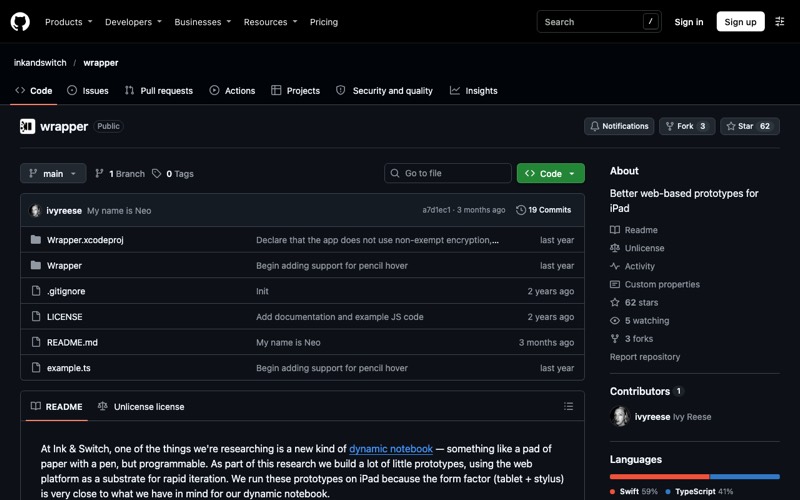 Products Developers Businesses Resources Pricing Search / Sign in Sign up
inkandswitch / wrapper
Code Issues Pull requests Actions Projects Security and quality Insights
wrapper Public Notifications Fork 3 Star 62
main 1 Branch 0 Tags Go to file Code
ivyreese My name is Neo a7d1ec1 · 3 months ago 19 Commits
Wrapper.xcodeproj Declare that the app does not use non-exempt encryption,... last year
Wrapper Begin adding support for pencil hover last year
.gitignore Init 2 years ago
LICENSE Add documentation and example JS code 2 years ago
README.md My name is Neo 3 months ago
example.ts Begin adding support for pencil hover last year
README Unlicense license
At Ink & Switch, one of the things we're researching is a new kind of dynamic notebook — something like a pad of
paper with a pen, but programmable. As part of this research we build a lot of little prototypes, using the web
platform as a substrate for rapid iteration. We run these prototypes on iPad because the form factor (tablet + stylus)
is very close to what we have in mind for our dynamic notebook.
About
Better web-based prototypes for
iPad
Readme
Unlicense
Activity
Custom properties
62 stars
5 watching
3 forks
Report repository
Contributors 1
ivyreese Ivy Reese
Languages
Swift 59% TypeScript 41%